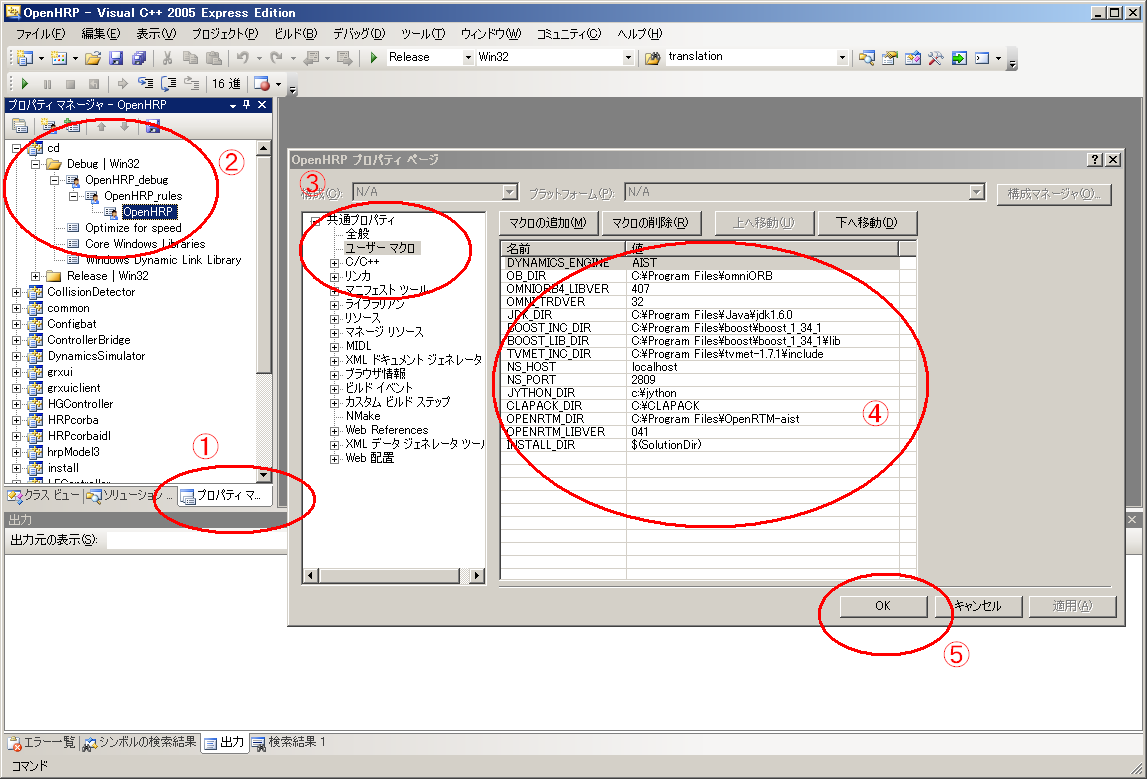 OpenHRP - Visual C++ 2005 Express Edition
ファイル(F) 編集(E) 表示(V) プロジェクト(P) ビルド(B) デバッグ(D) ツール(T) ウィンドウ(W) コミュニティ(C) ヘルプ(H)
Release Win32 translation
16 進
プロパティ マネージャ - OpenHRP
cd
Debug | Win32
OpenHRP_debug
OpenHRP_rules
OpenHRP
Optimize for speed
Core Windows Libraries
Windows Dynamic Link Library
Release | Win32
CollisionDetector
common
Configbat
ControllerBridge
DynamicsSimulator
grxui
grxuiclient
HGController
HRPcorba
HRPcorbaidl
hrpModel3
install
①
②
クラス ビュー ソリューション ... プロパティ マ...
出力
出力元の表示(S):
OpenHRP プロパティ ページ
③
構成(C): N/A プラットフォーム(P): N/A 構成マネージャ(O)...
共通プロパティ
全般
ユーザー マクロ
C/C++
リンカ
マニフェスト ツール
ライブラリアン
リソース
マネージ リソース
MIDL
XML ドキュメント ジェネレータ
ブラウザ情報
ビルド イベント
カスタム ビルド ステップ
NMake
Web References
XML データ ジェネレータ ツール
Web 配置
マクロの追加(M) マクロの削除(R) 上へ移動(U) 下へ移動(D)
名前 値
DYNAMICS_ENGINE AIST
OB_DIR C:¥Program Files¥omniORB
OMNIORB4_LIBVER 407
OMNI_TRDVER 32
JDK_DIR C:¥Program Files¥Java¥jdk1.6.0
BOOST_INC_DIR C:¥Program Files¥boost¥boost_1_34_1
BOOST_LIB_DIR C:¥Program Files¥boost¥boost_1_34_1¥lib
TVMET_INC_DIR C:¥Program Files¥tvmet-1.7.1¥include
NS_HOST localhost
NS_PORT 2809
JYTHON_DIR c:¥jython
CLAPACK_DIR C:¥CLAPACK
OPENRTM_DIR C:¥Program Files¥OpenRTM-aist
OPENRTM_LIBVER 041
INSTALL_DIR $(SolutionDir)
④
OK キャンセル 適用(A)
⑤
エラー一覧 シンボルの検索結果 出力 検索結果 1
コマンド